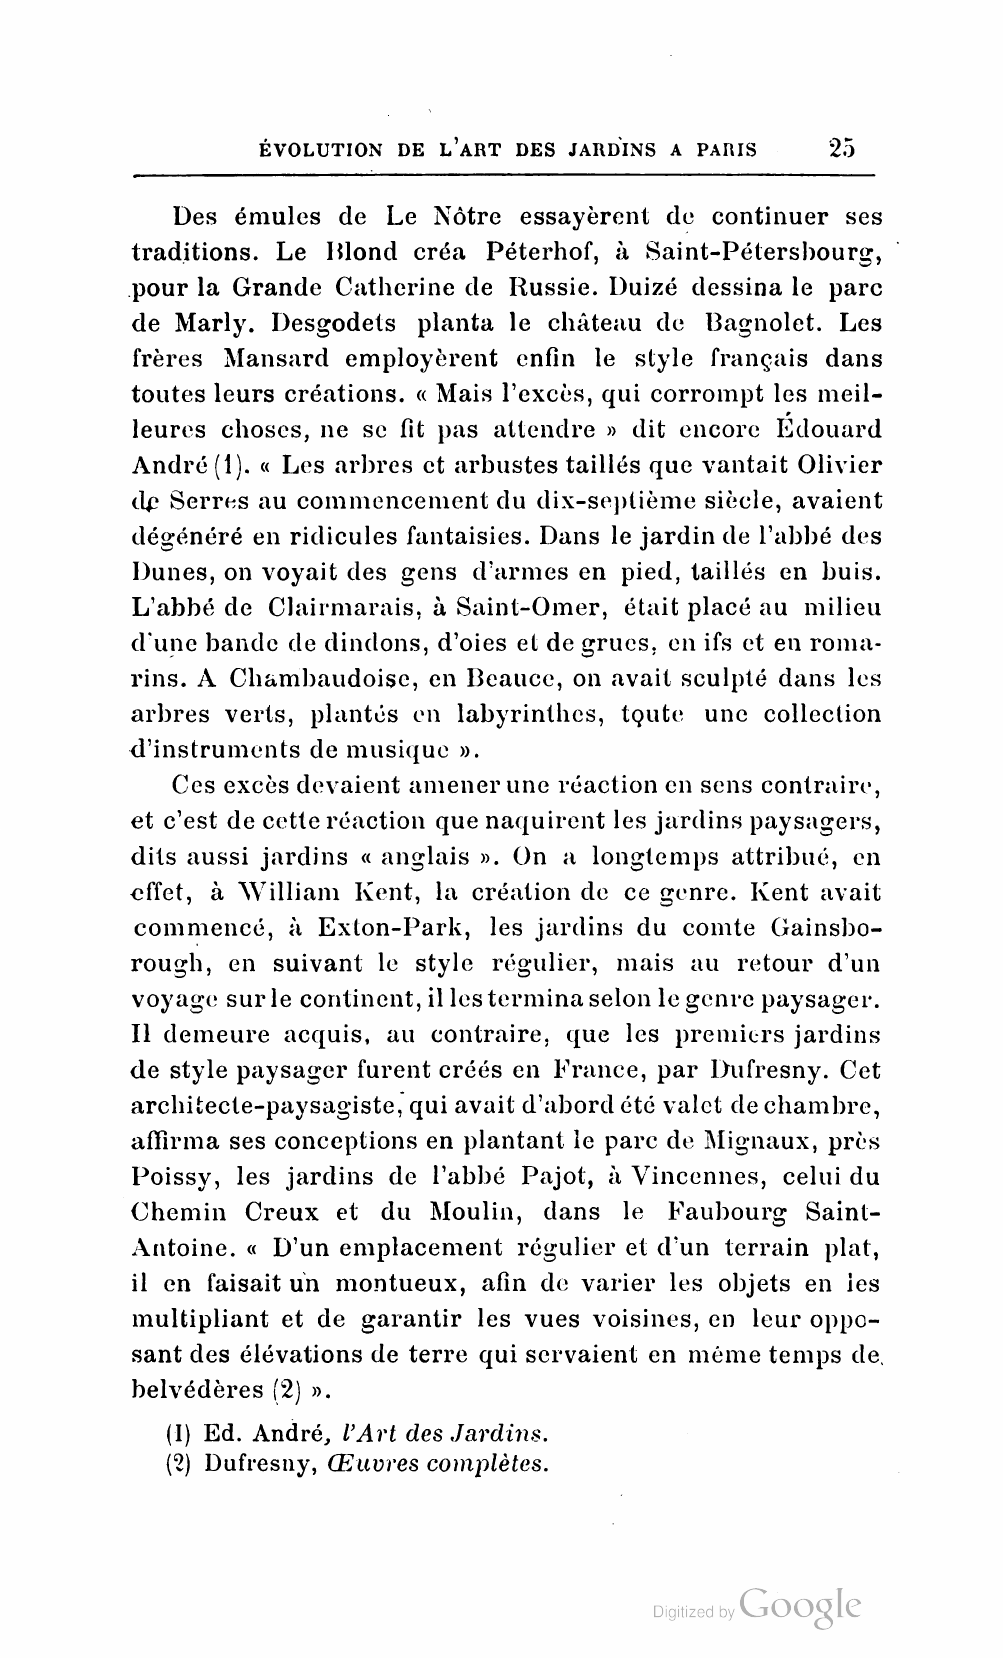 ÉVOLUTION DE L'ART DES JARDINS A PARIS 25
Des émules de Le Nôtre essayèrent de continuer ses
traditions. Le Blond créa Péterhof, à Saint-Pétersbourg,
pour la Grande Catherine de Russie. Duizé dessina le parc
de Marly. Desgodets planta le château de Bagnolet. Les
frères Mansard employèrent enfin le style français dans
toutes leurs créations. « Mais l'excès, qui corrompt les meil-
leures choses, ne se fit pas attendre » dit encore Édouard
André (1). « Les arbres et arbustes taillés que vantait Olivier
de Serres au commencement du dix-septième siècle, avaient
dégénéré en ridicules fantaisies. Dans le jardin de l'abbé des
Dunes, on voyait des gens d'armes en pied, taillés en buis.
L'abbé de Clairmarais, à Saint-Omer, était placé au milieu
d'une bande de dindons, d'oies et de grues, en ifs et en roma-
rins. A Chambaudoise, en Beauce, on avait sculpté dans les
arbres verts, plantés en labyrinthes, toute une collection
d'instruments de musique ».
Ces excès devaient amener une réaction en sens contraire,
et c'est de cette réaction que naquirent les jardins paysagers,
dits aussi jardins « anglais ». On a longtemps attribué, en
effet, à William Kent, la création de ce genre. Kent avait
commencé, à Exton-Park, les jardins du comte Gainsbo-
rough, en suivant le style régulier, mais au retour d'un
voyage sur le continent, il les termina selon le genre paysager.
Il demeure acquis, au contraire, que les premiers jardins
de style paysager furent créés en France, par Dufresny. Cet
architecte-paysagiste, qui avait d'abord été valet de chambre,
affirma ses conceptions en plantant le parc de Mignaux, près
Poissy, les jardins de l'abbé Pajot, à Vincennes, celui du
Chemin Creux et du Moulin, dans le Faubourg Saint-
Antoine. « D'un emplacement régulier et d'un terrain plat,
il en faisait un montueux, afin de varier les objets en les
multipliant et de garantir les vues voisines, en leur oppo-
sant des élévations de terre qui servaient en même temps de
belvédères (2) ».
(1) Ed. André, l'Art des Jardins.
(2) Dufresny, Œuvres complètes.
Digitized by Google